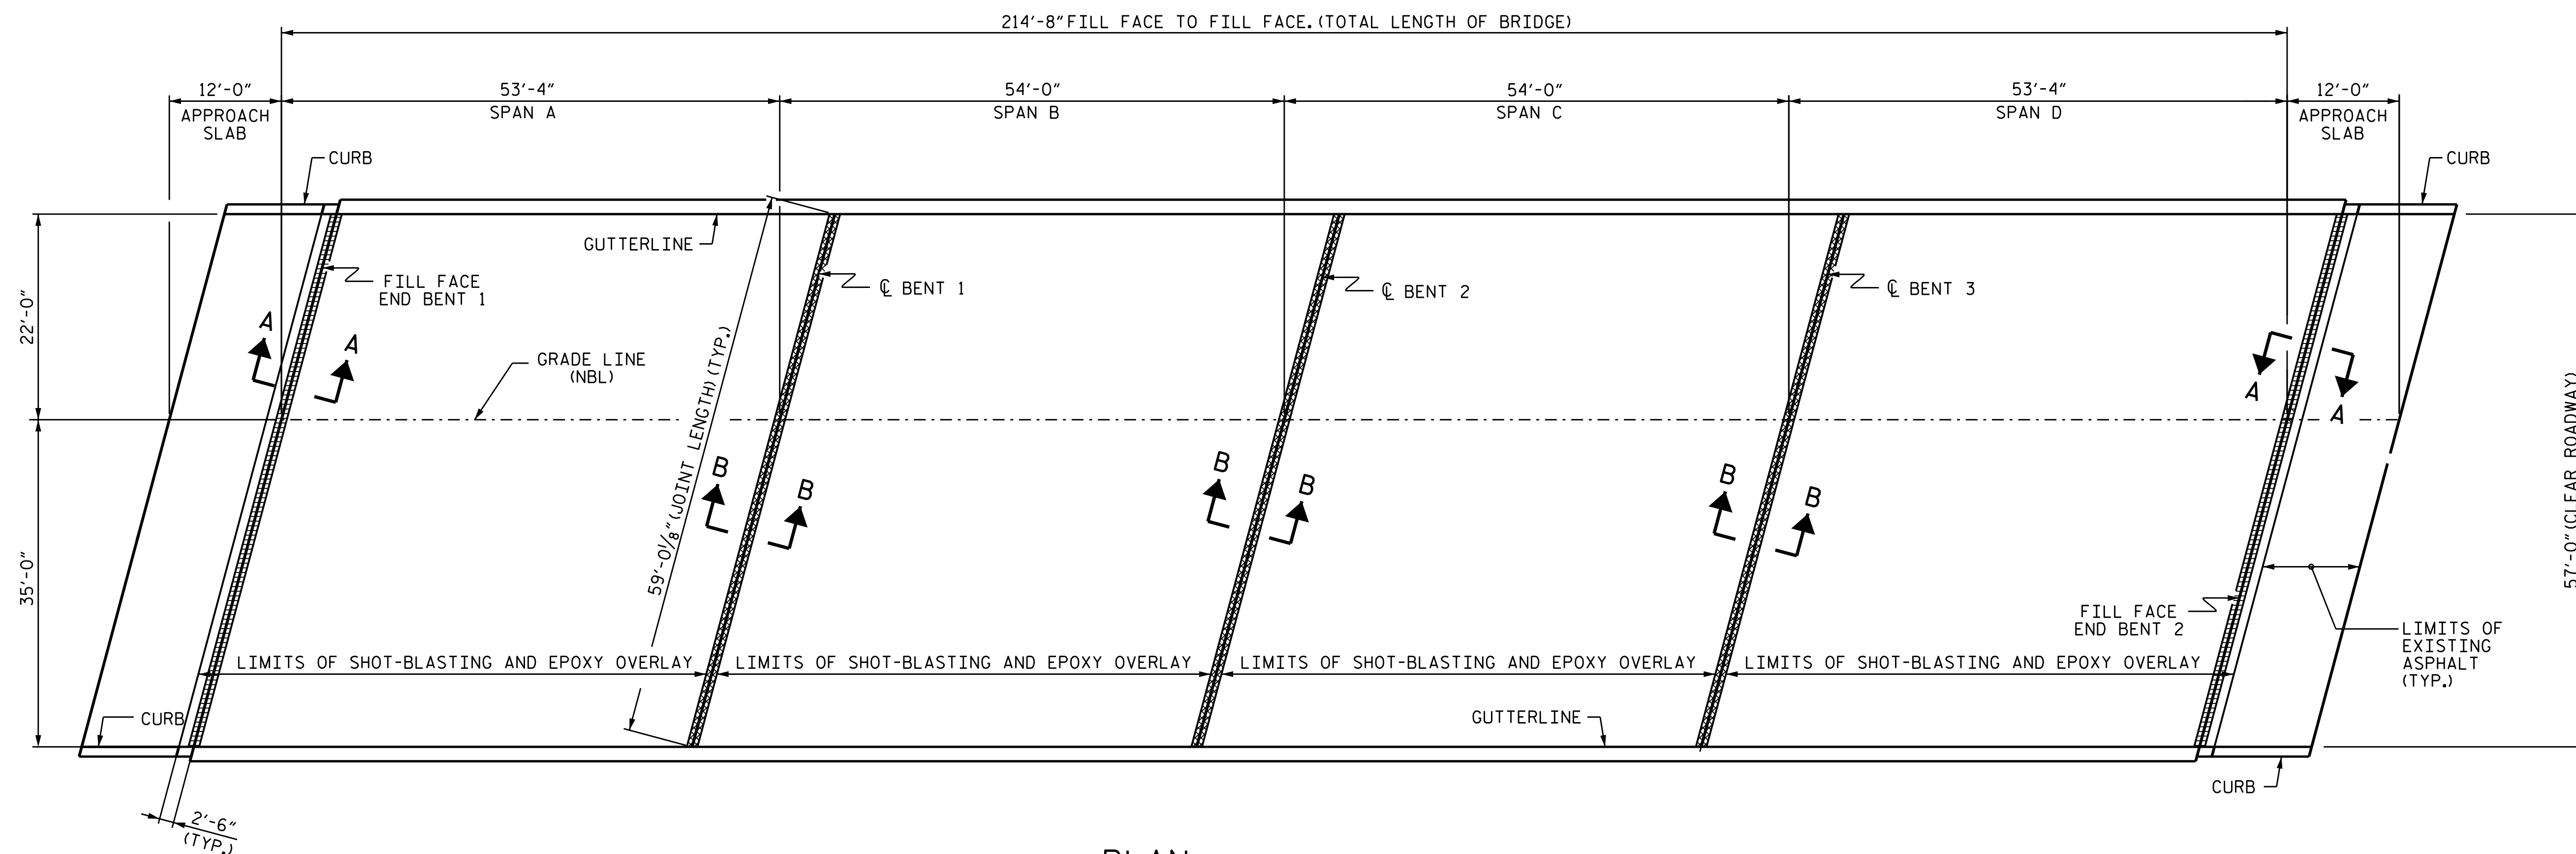 214'-8" FILL FACE TO FILL FACE. (TOTAL LENGTH OF BRIDGE)
12'-0"
APPROACH
SLAB
53'-4"
SPAN A
54'-0"
SPAN B
54'-0"
SPAN C
53'-4"
SPAN D
12'-0"
APPROACH
SLAB
CURB
CURB
GUTTERLINE
FILL FACE
END BENT 1
℄ BENT 1
℄ BENT 2
℄ BENT 3
22'-0"
A
A
GRADE LINE
(NBL)
59'-0⅛" (JOINT LENGTH) (TYP.)
A
A
57'-0" (CLEAR ROADWAY)
B
B
B
B
B
B
35'-0"
FILL FACE
END BENT 2
LIMITS OF
EXISTING
ASPHALT
(TYP.)
LIMITS OF SHOT-BLASTING AND EPOXY OVERLAY
LIMITS OF SHOT-BLASTING AND EPOXY OVERLAY
LIMITS OF SHOT-BLASTING AND EPOXY OVERLAY
LIMITS OF SHOT-BLASTING AND EPOXY OVERLAY
CURB
GUTTERLINE
CURB
2'-6"
(TYP.)
PLAN